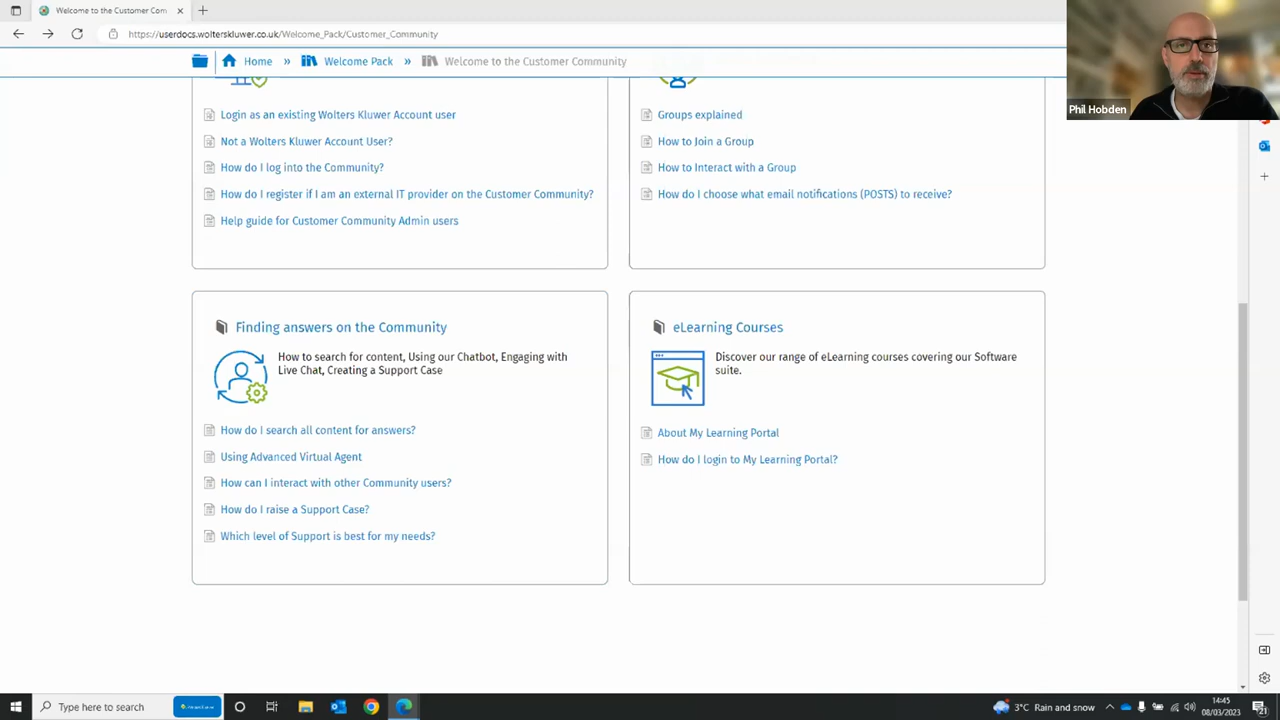 Welcome to the Customer Com
https://userdocs.wolterskluwer.co.uk/Welcome_Pack/Customer_Community
Home » Welcome Pack » Welcome to the Customer Community
Phil Hobden
Login as an existing Wolters Kluwer Account user
Not a Wolters Kluwer Account User?
How do I log into the Community?
How do I register if I am an external IT provider on the Customer Community?
Help guide for Customer Community Admin users
Groups explained
How to Join a Group
How to Interact with a Group
How do I choose what email notifications (POSTS) to receive?
Finding answers on the Community
How to search for content, Using our Chatbot, Engaging with
Live Chat, Creating a Support Case
How do I search all content for answers?
Using Advanced Virtual Agent
How can I interact with other Community users?
How do I raise a Support Case?
Which level of Support is best for my needs?
eLearning Courses
Discover our range of eLearning courses covering our Software
suite.
About My Learning Portal
How do I login to My Learning Portal?
Type here to search
3°C Rain and snow
14:45
08/03/2023
21